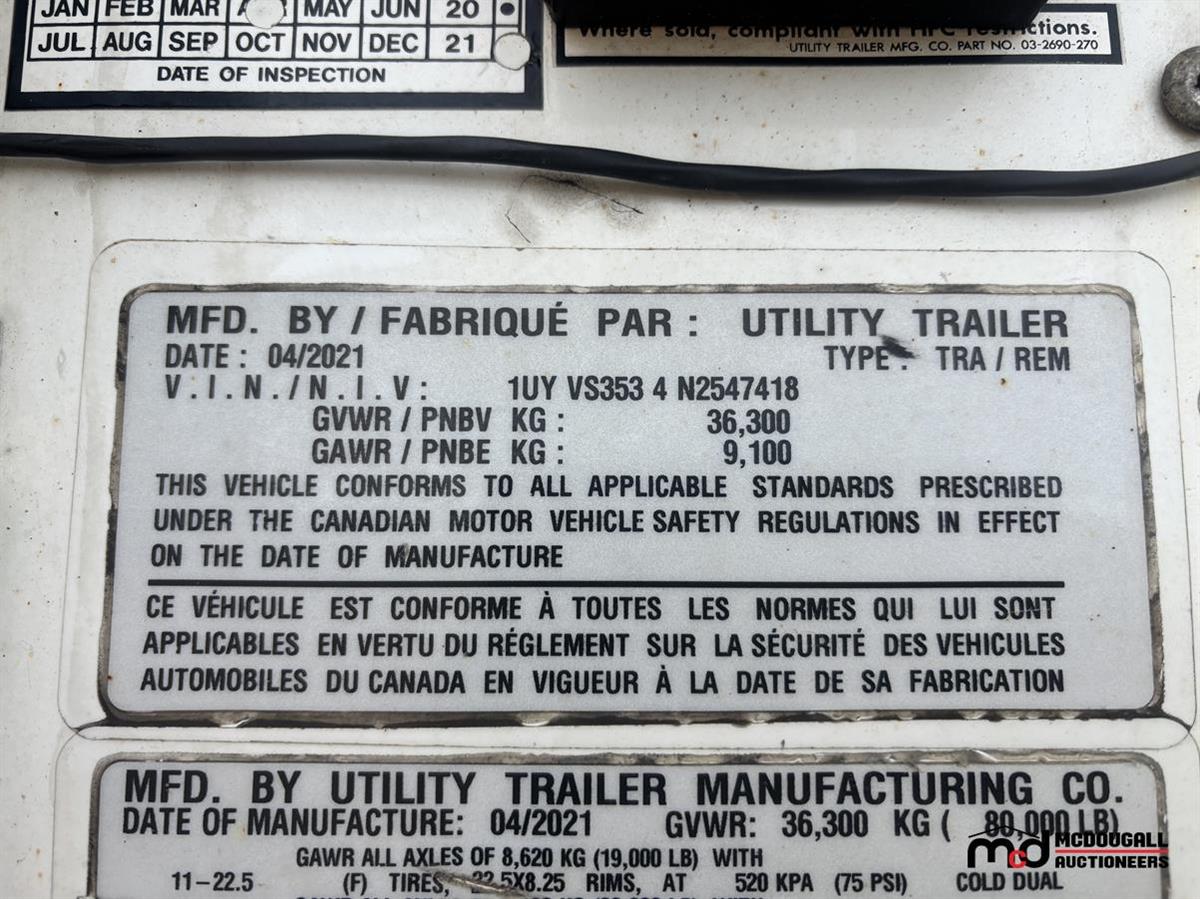 JAN FEB MAR MAY JUN 20
JUL AUG SEP OCT NOV DEC 21
DATE OF INSPECTION
Where sold, compliant with restrictions.
UTILITY TRAILER MFG. CO. PART NO. 03-2690-270
MFD. BY / FABRIQUÉ PAR : UTILITY TRAILER
DATE : 04/2021 TYPE : TRA / REM
V.I.N./N.I.V: 1UY VS353 4 N2547418
GVWR / PNBV KG : 36,300
GAWR / PNBE KG : 9,100
THIS VEHICLE CONFORMS TO ALL APPLICABLE STANDARDS PRESCRIBED
UNDER THE CANADIAN MOTOR VEHICLE SAFETY REGULATIONS IN EFFECT
ON THE DATE OF MANUFACTURE
CE VÉHICULE EST CONFORME À TOUTES LES NORMES QUI LUI SONT
APPLICABLES EN VERTU DU RÉGLEMENT SUR LA SÉCURITÉ DES VEHICULES
AUTOMOBILES DU CANADA EN VIGUEUR À LA DATE DE SA FABRICATION
MFD. BY UTILITY TRAILER MANUFACTURING CO.
DATE OF MANUFACTURE: 04/2021 GVWR: 36,300 KG ( 80,000 LB)
GAWR ALL AXLES OF 8,620 KG (19,000 LB) WITH
11-22.5 (F) TIRES, 22.5X8.25 RIMS, AT 520 KPA (75 PSI) COLD DUAL
mcd MCDOUGALL
AUCTIONEERS